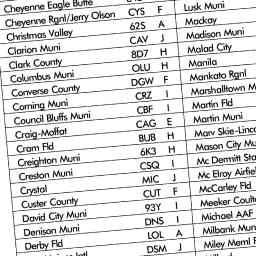 Cheyenne Eagle Butte
Cheyenne Rgnl/Jerry Olson CYS F
Christmas Valley 62S A
Clarion Muni CAV J
Clark County 8D7 H
Columbus Muni OLU H
Converse County DGW F
Corning Muni CRZ I
Council Bluffs Muni CBF I
Craig-Moffat CAG E
Cram Fld BUB H
Creighton Muni 6K3 H
Creston Muni CSQ I
Crystal MIC J
Custer County CUT F
David City Muni 93Y I
Denison Muni DNS I
Derby Fld LOL A
DSM J
Lusk Muni
Mackay
Madison Muni
Malad City
Manila
Mankato Rgnl
Marshalltown M
Martin Fld
Martin Muni
Marv Skie-Linco
Mason City Mu
Mc Dermitt Sta
Mc Elroy Airfie
McCarley Fld
Meeker Coulte
Michael AAF
Milbank Muni
Miley Meml F